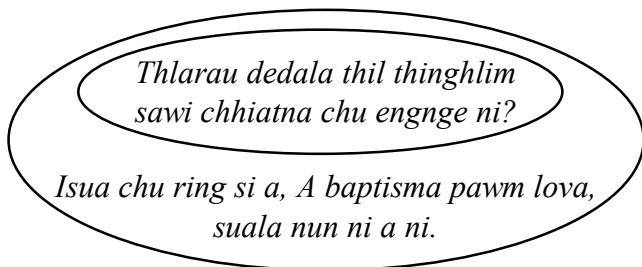 Thlarau dedala thil thinghlim
sawi chhiatna chu engnge ni?
Isua chu ring si a, A baptisma pawm lova,
suala nun ni a ni.